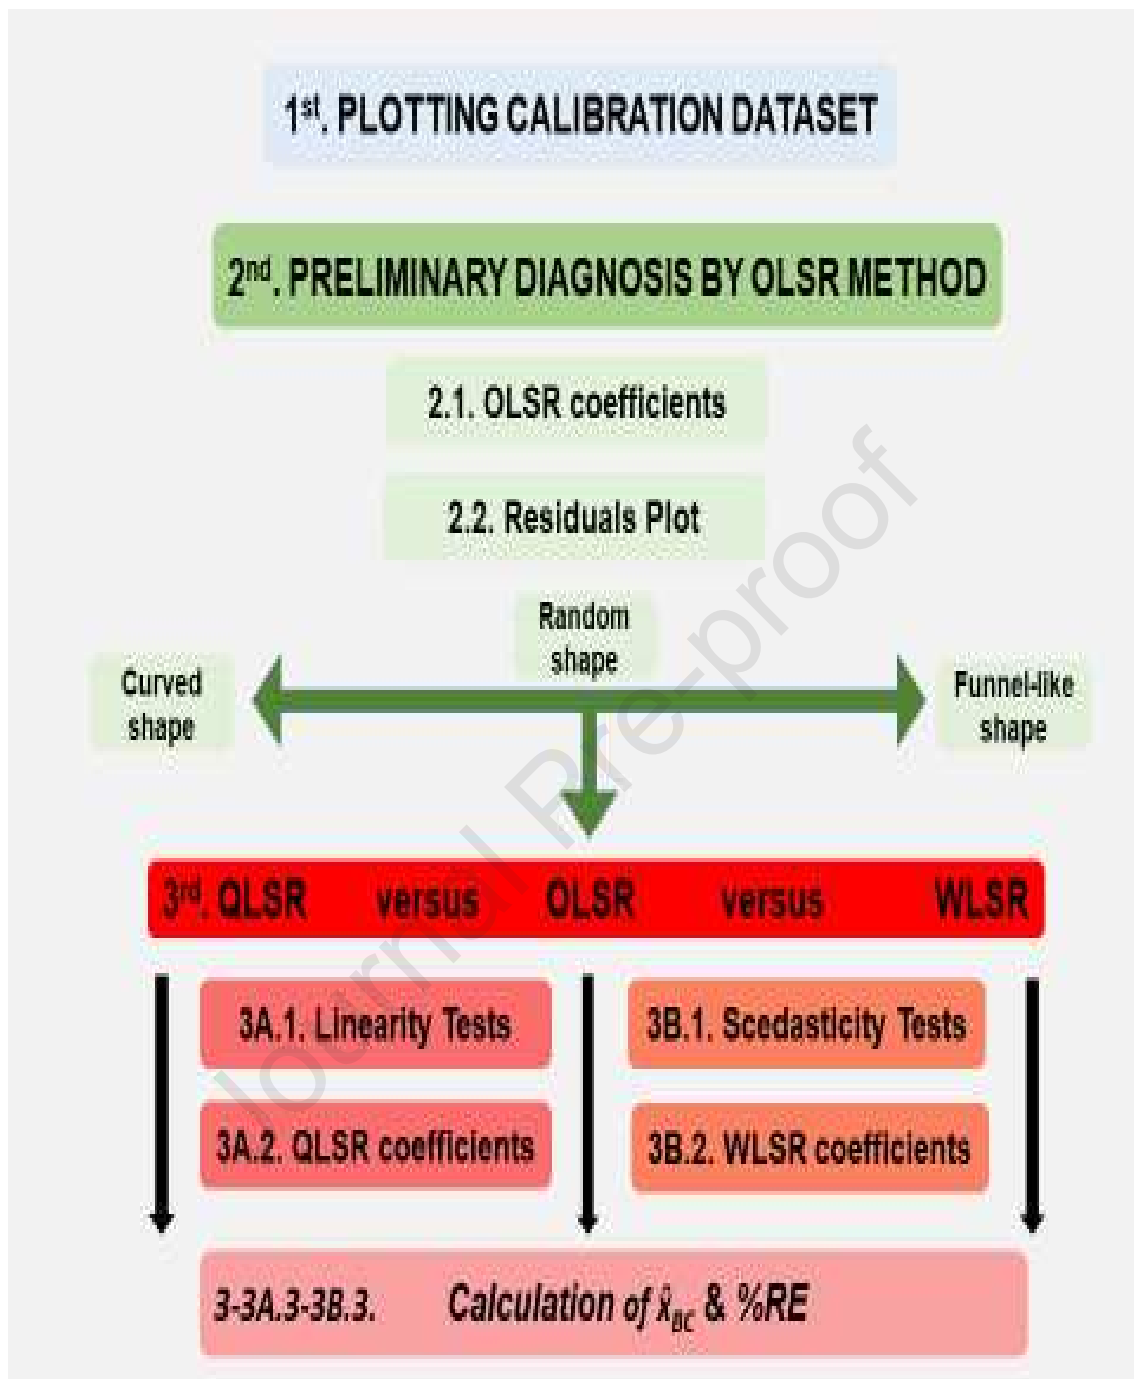 1st. PLOTTING CALIBRATION DATASET
2nd. PRELIMINARY DIAGNOSIS BY OLSR METHOD
2.1. OLSR coefficients
2.2. Residuals Plot
Random
shape
Curved
shape
Funnel-like
shape
3rd. QLSR versus OLSR versus WLSR
3A.1. Linearity Tests
3B.1. Scedasticity Tests
3A.2. QLSR coefficients
3B.2. WLSR coefficients
3-3A.3-3B.3. Calculation of x̂BC & %RE
Journal Pre-proof